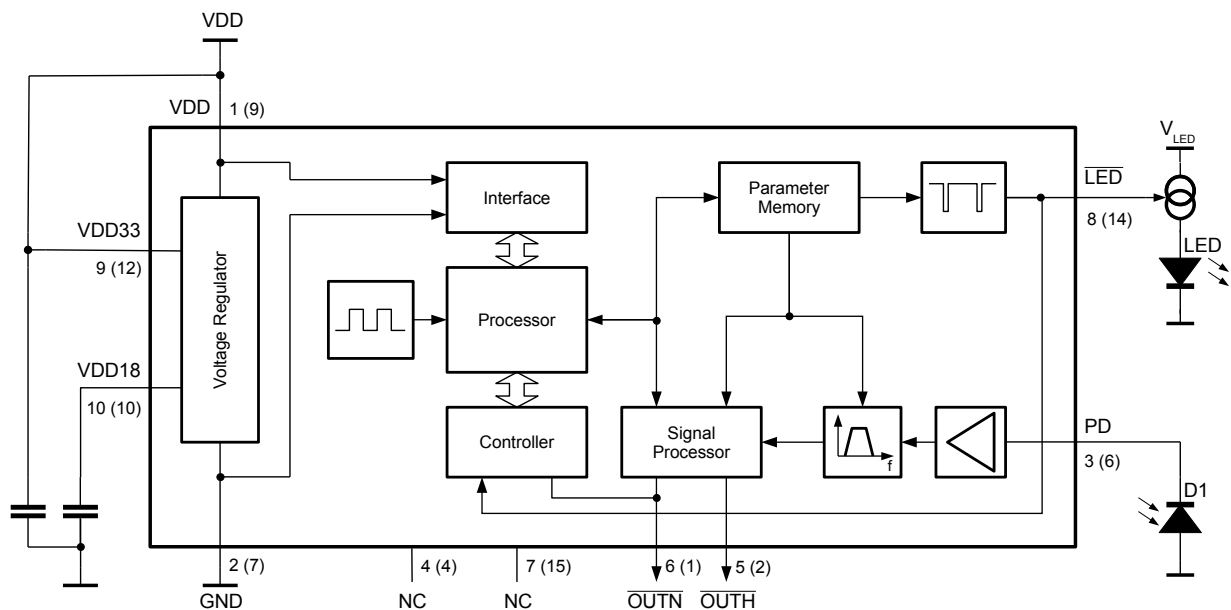 VDD
VDD 1 (9)
V LED
LED
Interface
Parameter
Memory
8 (14)
VDD33
9 (12)
LED
Voltage Regulator
Processor
VDD18
10 (10)
Controller
Signal
Processor
f
PD
3 (6)
D1
2 (7)
4 (4)
7 (15)
6 (1)
5 (2)
GND
NC
NC
OUTN
OUTH